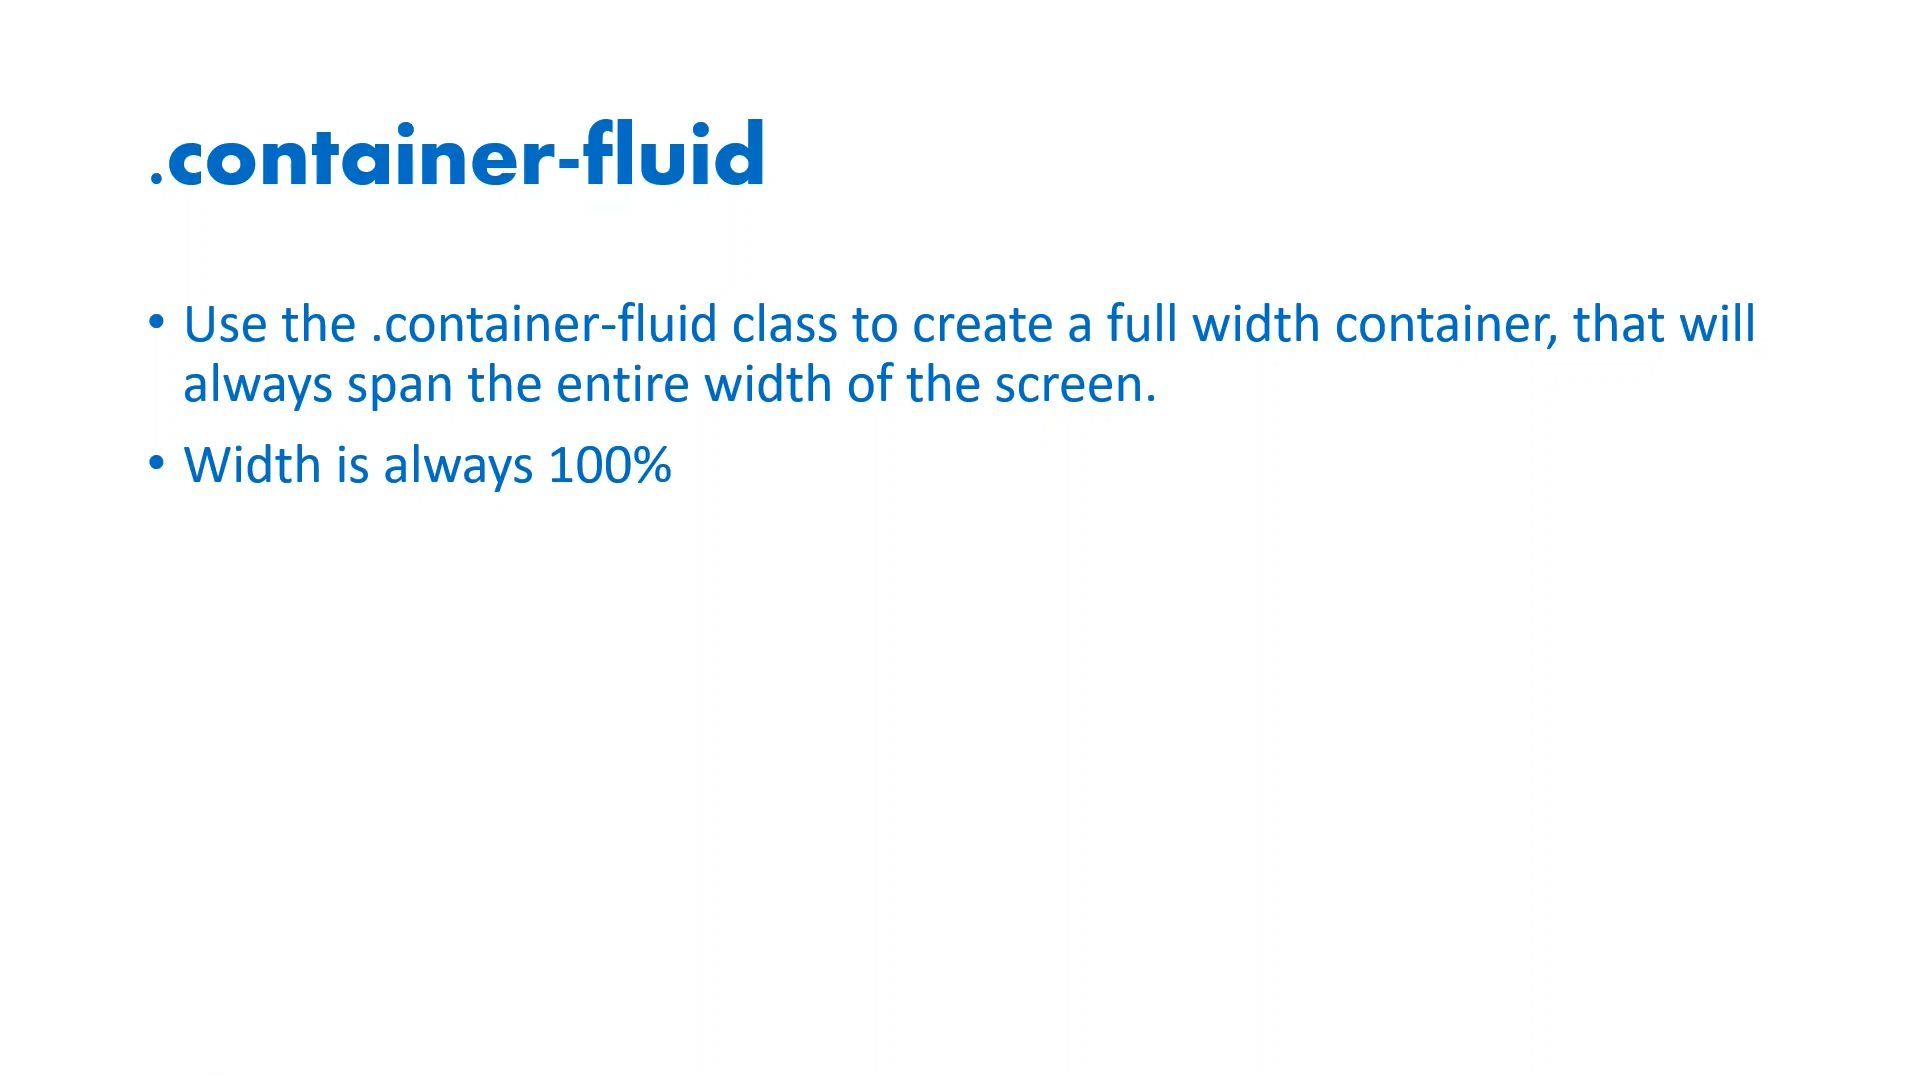 .container-fluid
• Use the .container-fluid class to create a full width container, that will
always span the entire width of the screen.
• Width is always 100%